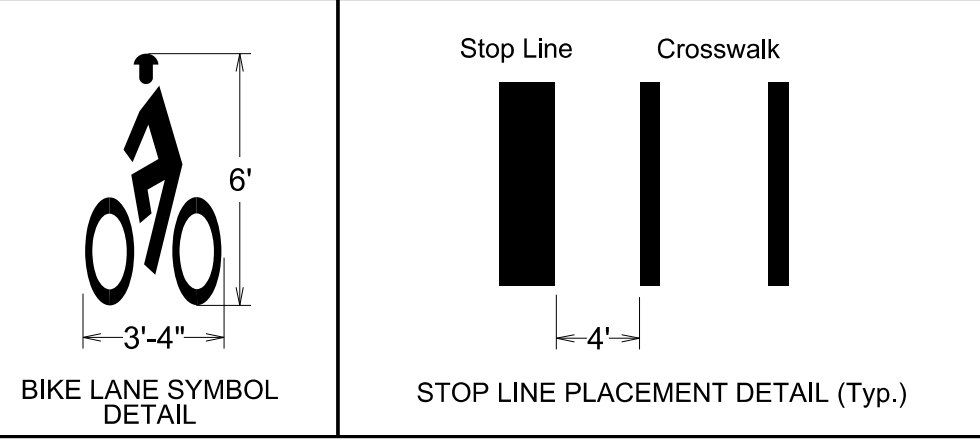 6'
3'-4"
BIKE LANE SYMBOL
DETAIL
Stop Line
Crosswalk
4'
STOP LINE PLACEMENT DETAIL (Typ.)